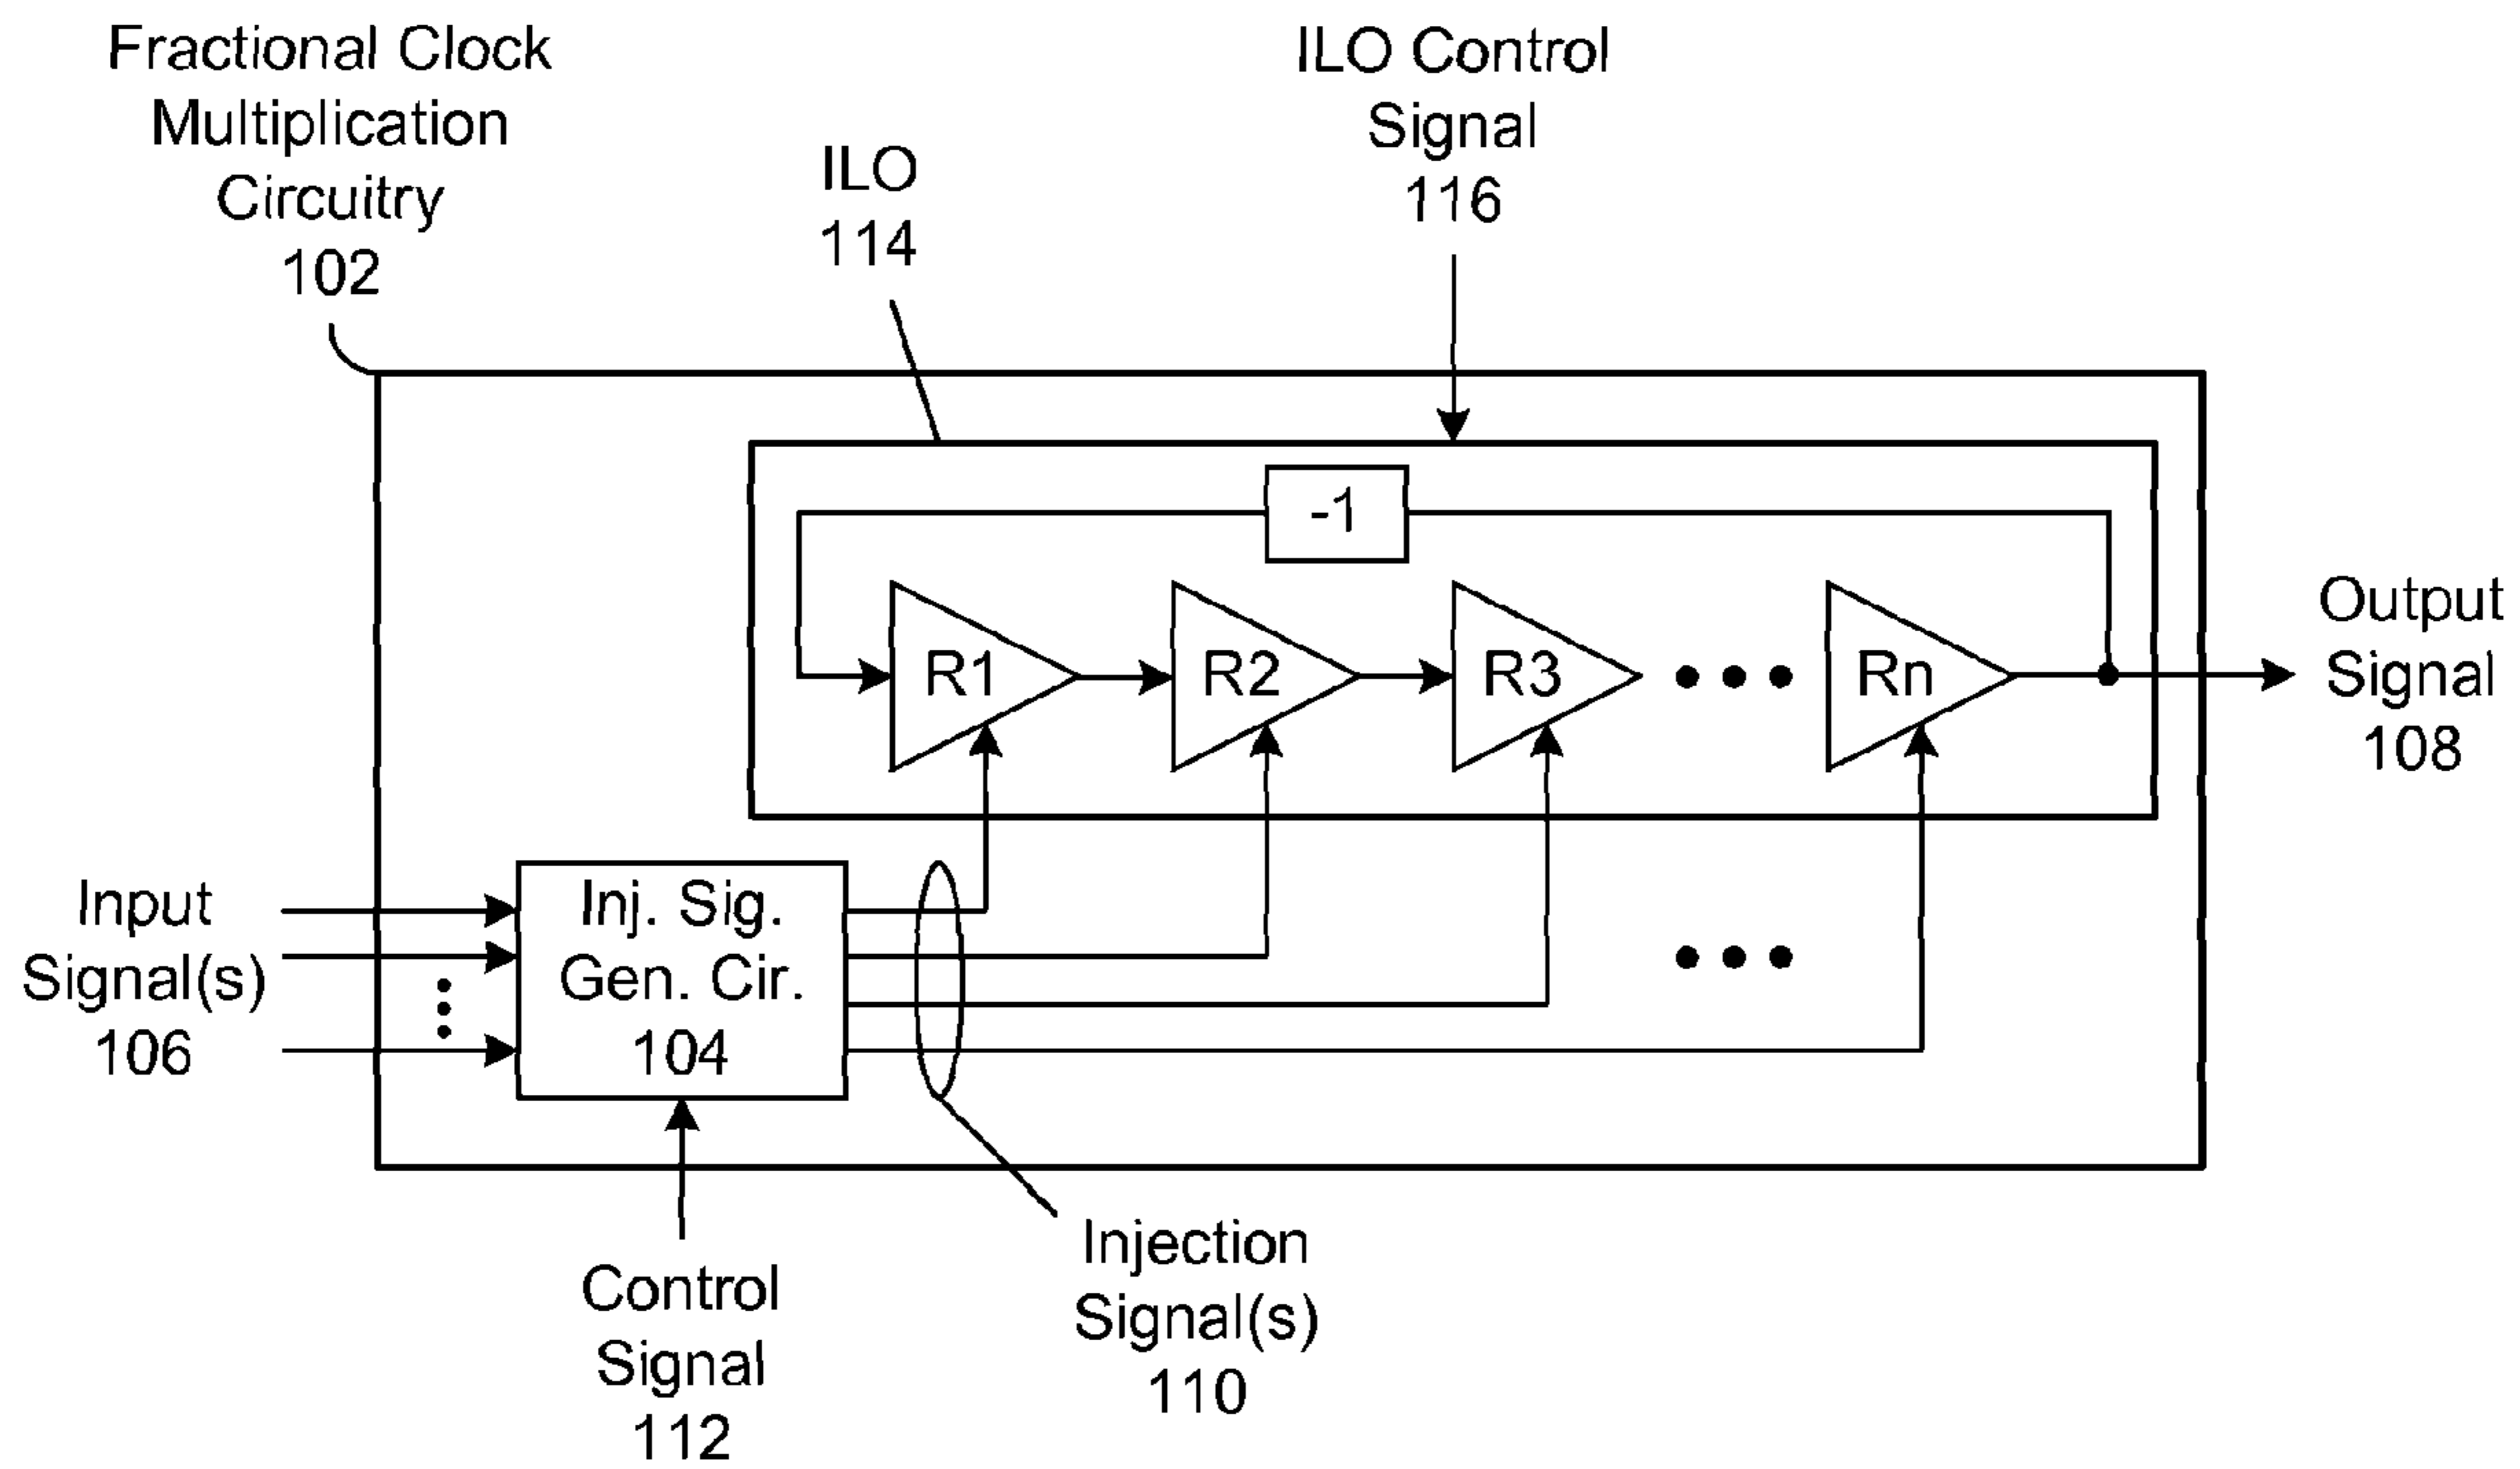 Fractional Clock
Multiplication
Circuitry
102
ILO
114
ILO Control
Signal
116
-1
R1
R2
R3
Rn
Output
Signal
108
Input
Signal(s)
106
Inj. Sig.
Gen. Cir.
104
Control
Signal
112
Injection
Signal(s)
110